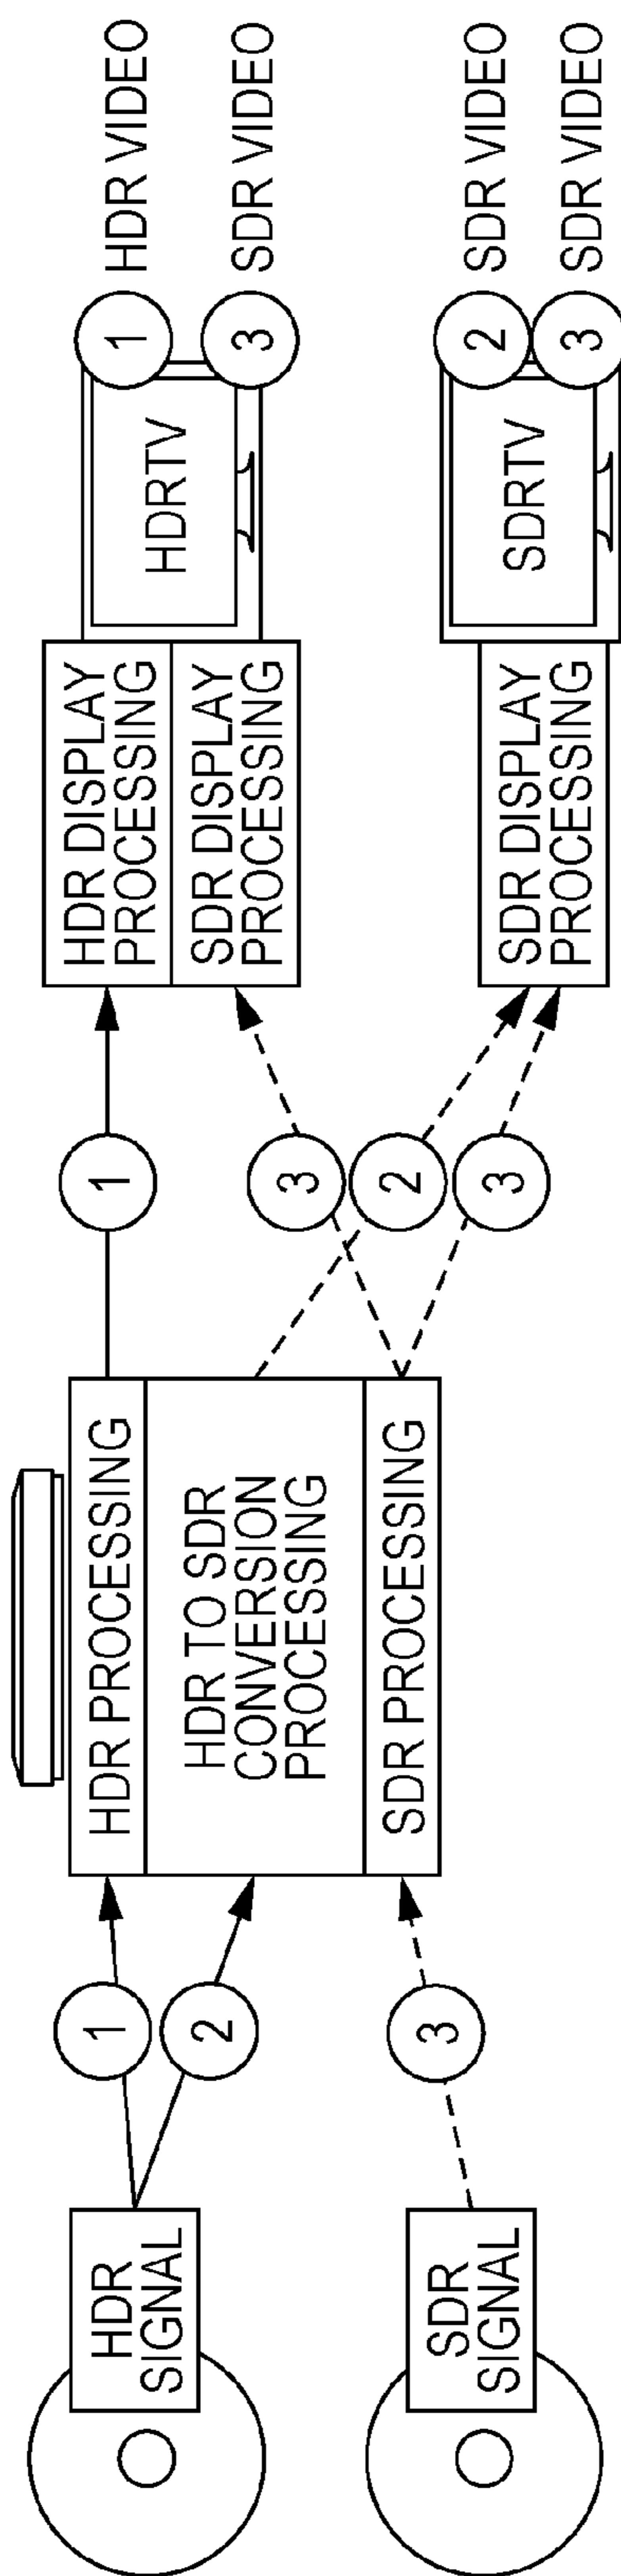 HDR
SIGNAL
SDR
SIGNAL
1
2
3
HDR PROCESSING
HDR TO SDR
CONVERSION
PROCESSING
SDR PROCESSING
1
3
2
3
HDR DISPLAY
PROCESSING
SDR DISPLAY
PROCESSING
SDR DISPLAY
PROCESSING
HDRTV
SDRTV
1
HDR VIDEO
3
SDR VIDEO
2
SDR VIDEO
3
SDR VIDEO